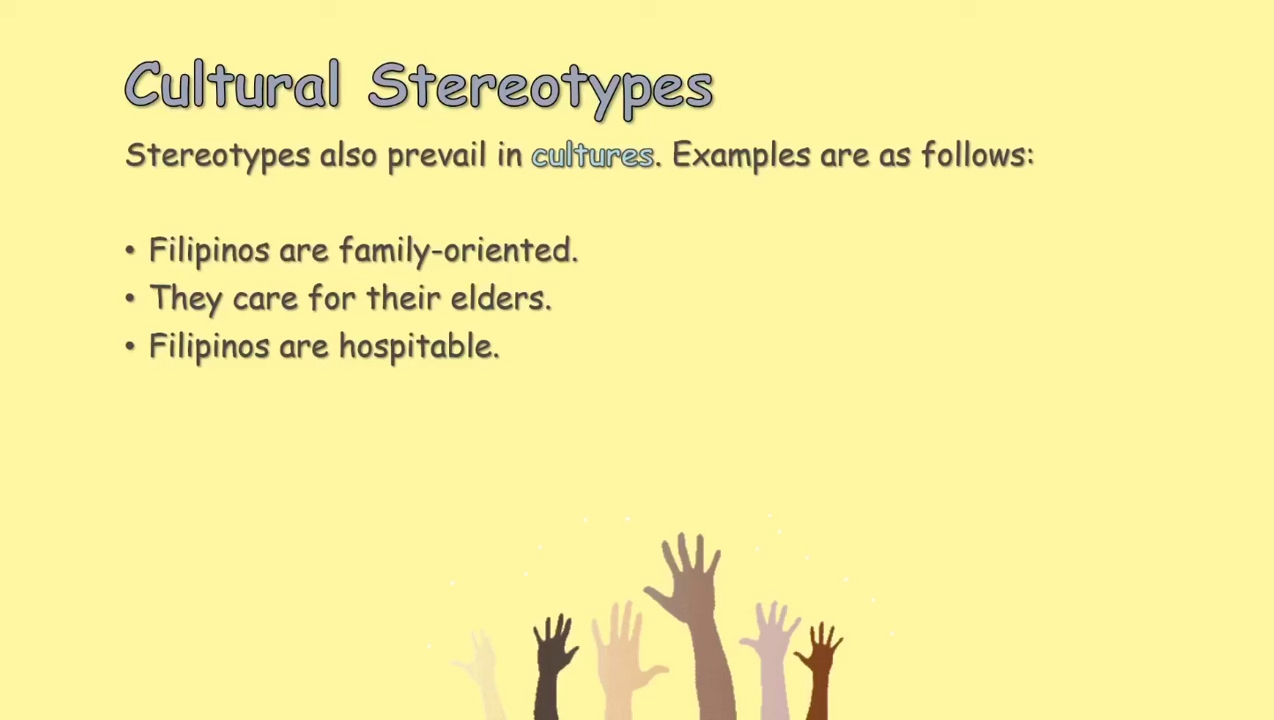 Cultural Stereotypes
Stereotypes also prevail in cultures. Examples are as follows:
• Filipinos are family-oriented.
• They care for their elders.
• Filipinos are hospitable.